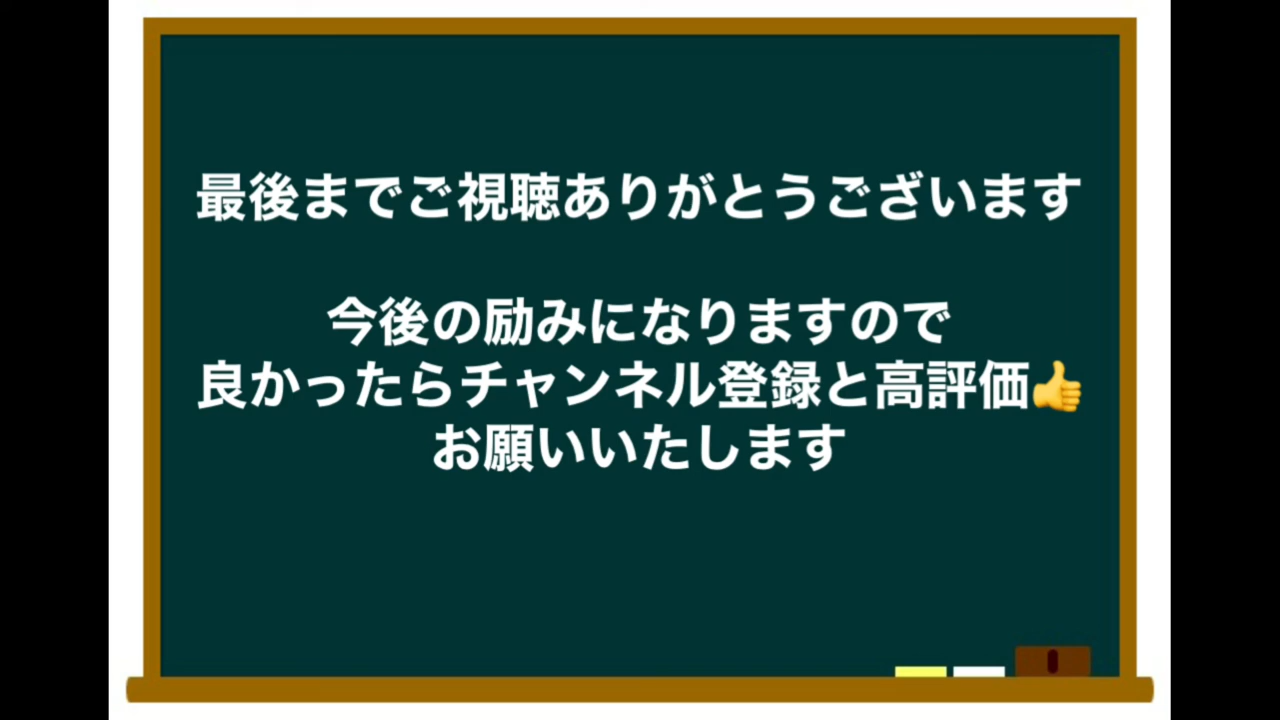 最後までご視聴ありがとうございます
今後の励みになりますので
良かったらチャンネル登録と高評価👍
お願いいたします